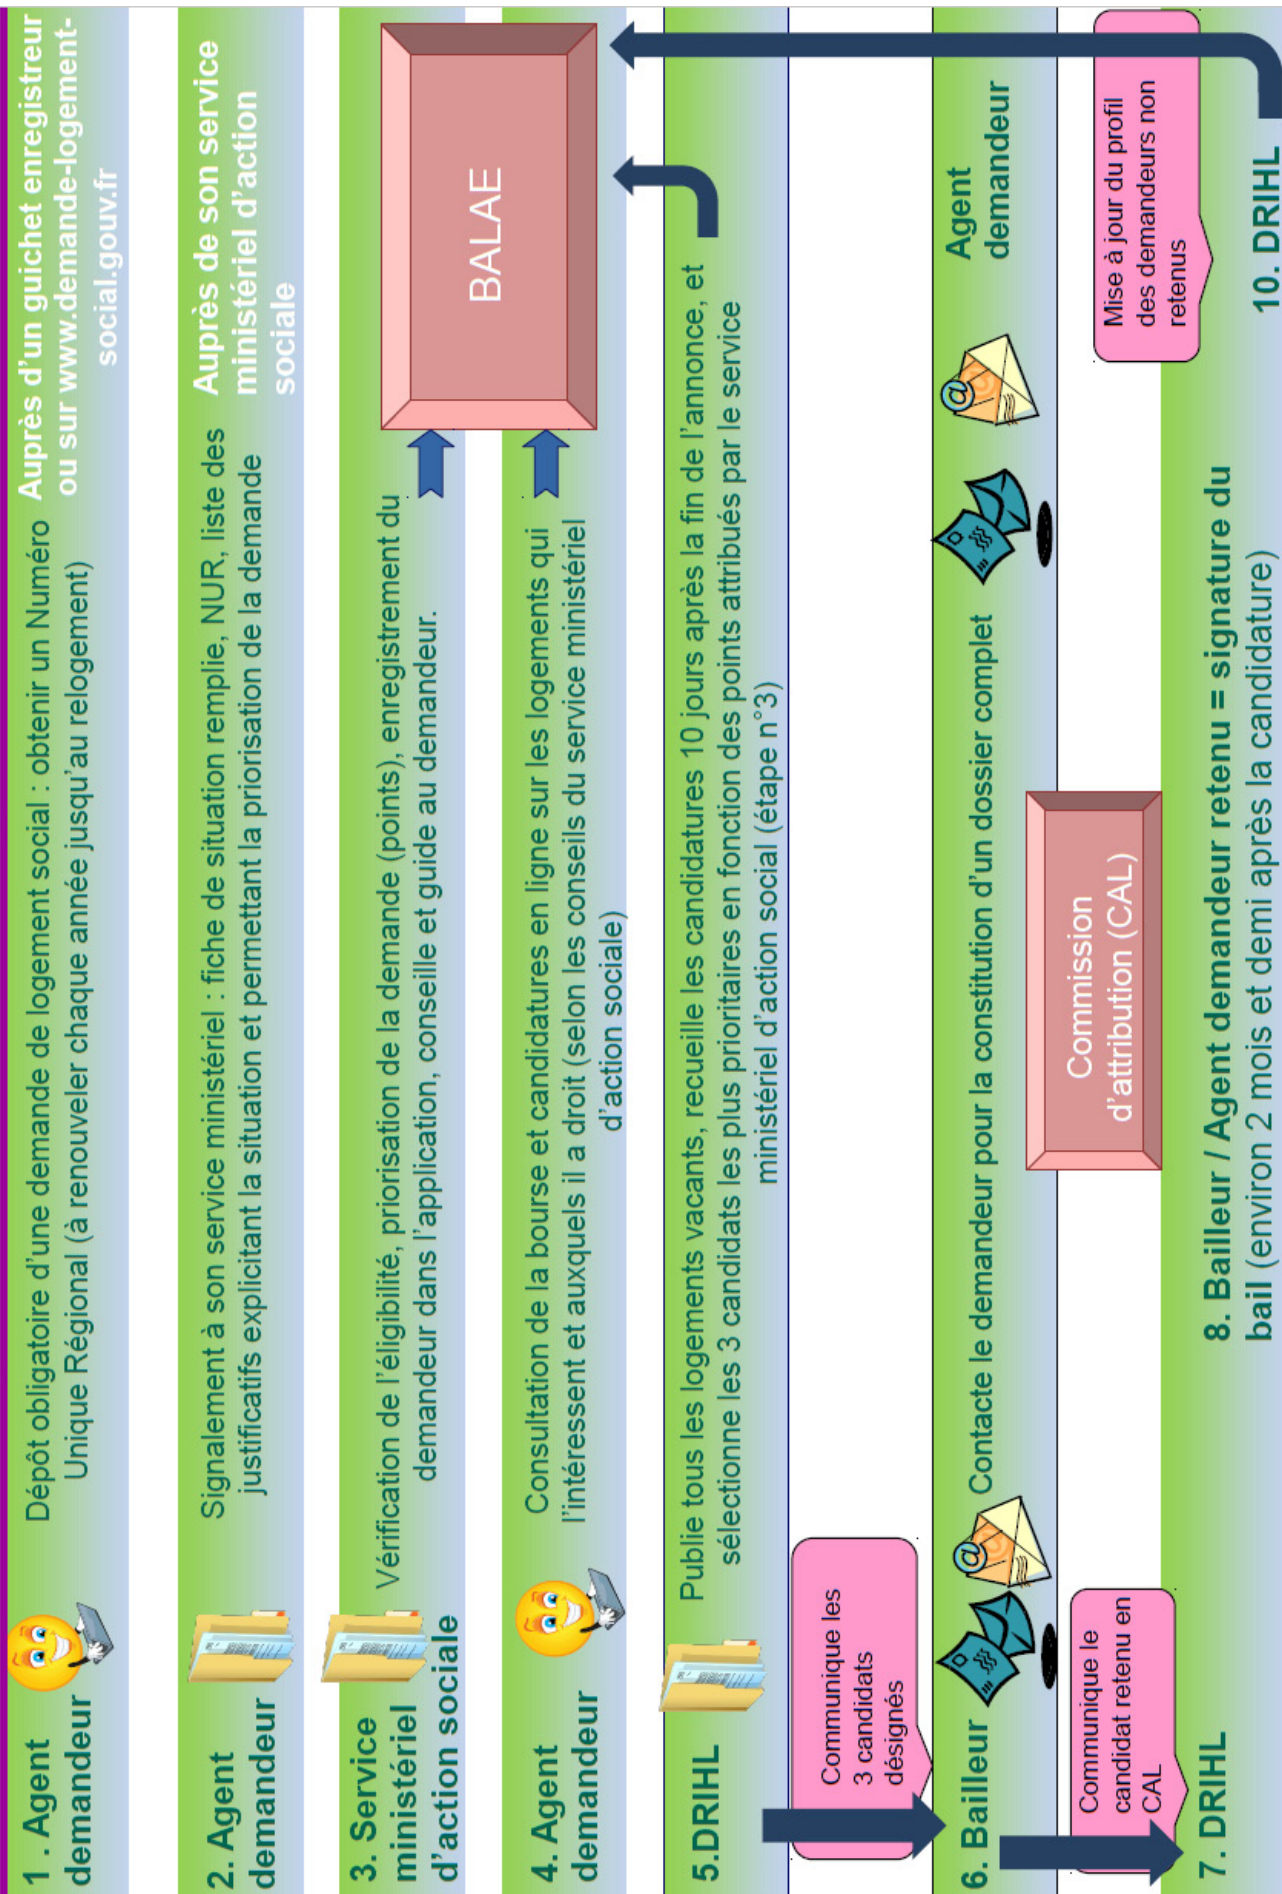 1 . Agent
demandeur
Dépôt obligatoire d'une demande de logement social : obtenir un Numéro
Unique Régional (à renouveler chaque année jusqu'au relogement)
Auprès d'un guichet enregistreur
ou sur www.demande-logement-
social.gouv.fr
2. Agent
demandeur
Signalement à son service ministériel : fiche de situation remplie, NUR, liste des
justificatifs explicitant la situation et permettant la priorisation de la demande
Auprès de son service
ministériel d'action
sociale
3. Service
ministériel
d'action sociale
Vérification de l'éligibilité, priorisation de la demande (points), enregistrement du
demandeur dans l'application, conseille et guide au demandeur.
BALAE
4. Agent
demandeur
Consultation de la bourse et candidatures en ligne sur les logements qui
l'intéressent et auxquels il a droit (selon les conseils du service ministériel
d'action sociale)
5.DRIHL
Publie tous les logements vacants, recueille les candidatures 10 jours après la fin de l'annonce, et
sélectionne les 3 candidats les plus prioritaires en fonction des points attribués par le service
ministériel d'action social (étape n°3)
Communique les
3 candidats
désignés
6. Bailleur
Contacte le demandeur pour la constitution d'un dossier complet
Agent
demandeur
Communique le
candidat retenu en
CAL
Commission
d'attribution (CAL)
Mise à jour du profil
des demandeurs non
retenus
7. DRIHL
8. Bailleur / Agent demandeur retenu = signature du
bail (environ 2 mois et demi après la candidature)
10. DRIHL